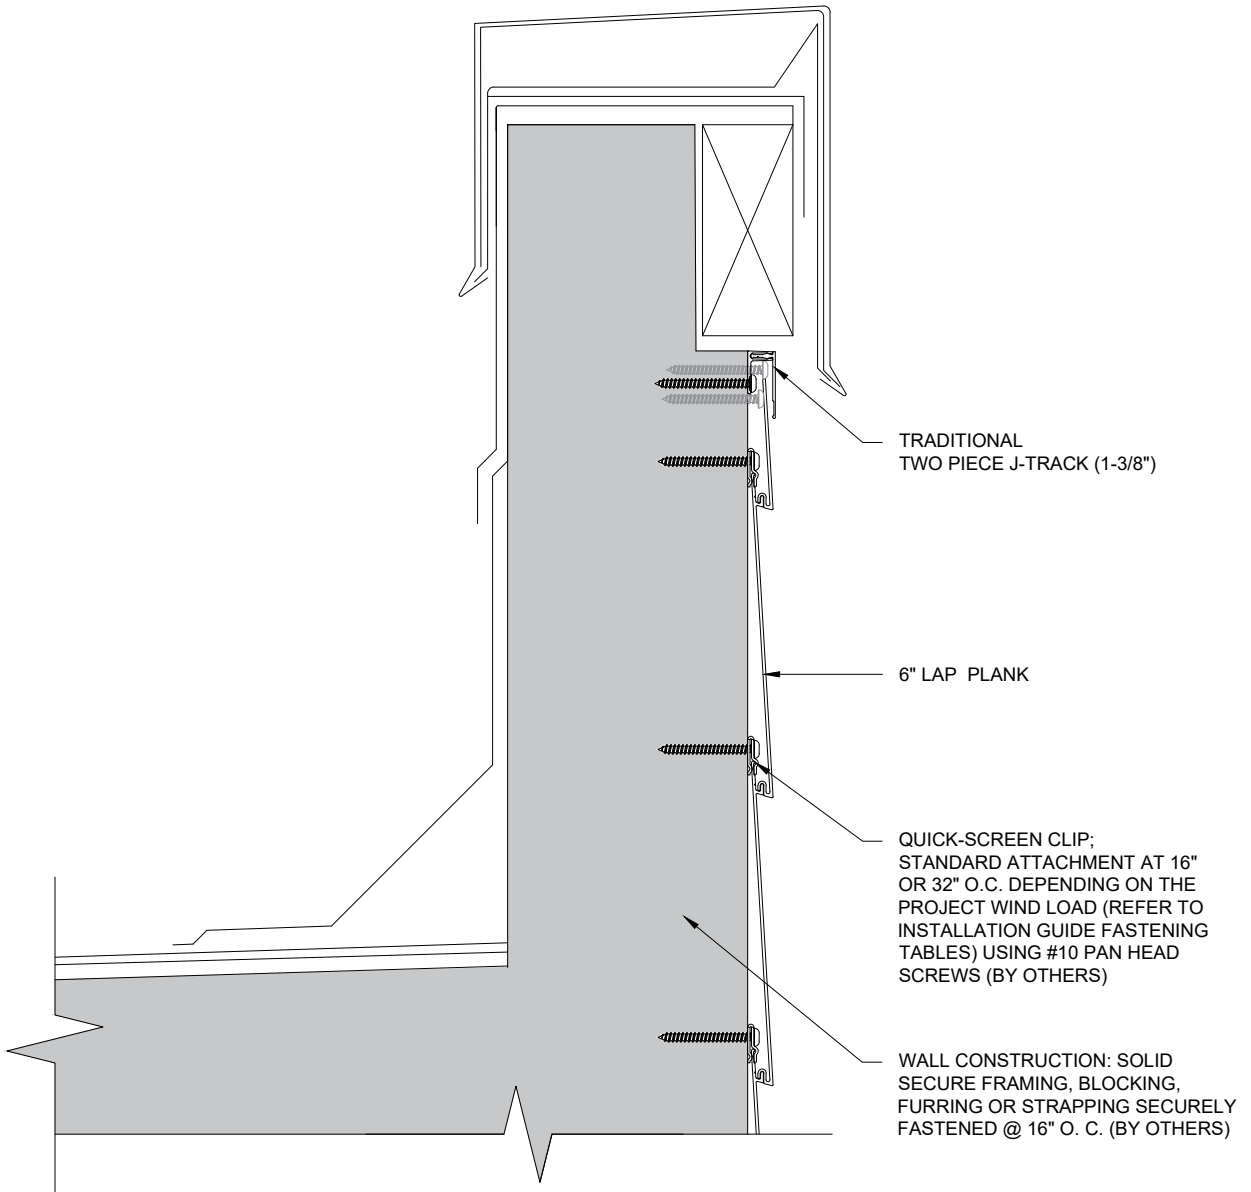 TRADITIONAL
TWO PIECE J-TRACK (1-3/8")
6" LAP  PLANK
QUICK-SCREEN CLIP;
STANDARD ATTACHMENT AT 16"
OR 32" O.C. DEPENDING ON THE
PROJECT WIND LOAD (REFER TO
INSTALLATION GUIDE FASTENING
TABLES) USING #10 PAN HEAD
SCREWS (BY OTHERS)
WALL CONSTRUCTION: SOLID
SECURE FRAMING, BLOCKING,
FURRING OR STRAPPING SECURELY
FASTENED @ 16" O. C. (BY OTHERS)